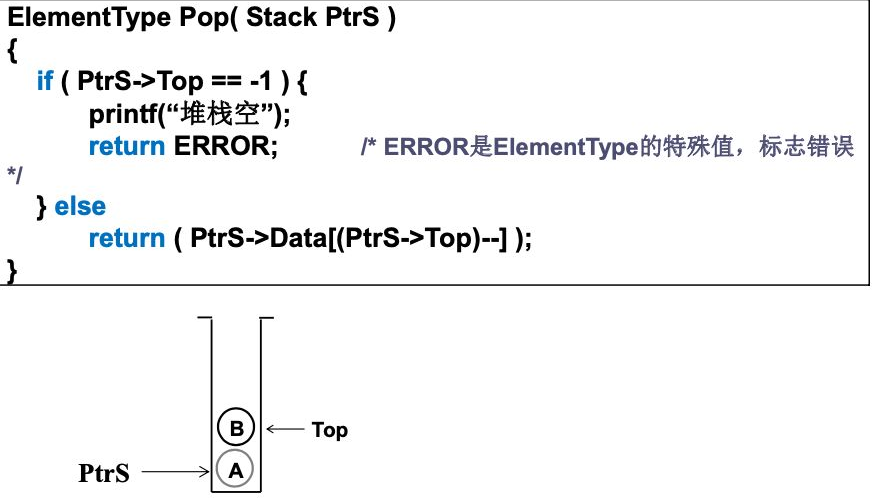 ElementType Pop( Stack PtrS )
{
if ( PtrS->Top == -1 ) {
printf(“堆栈空”);
return ERROR; /* ERROR是ElementType的特殊值，标志错误
*/
} else
return ( PtrS->Data[(PtrS->Top)--] );
}
B Top
PtrS A